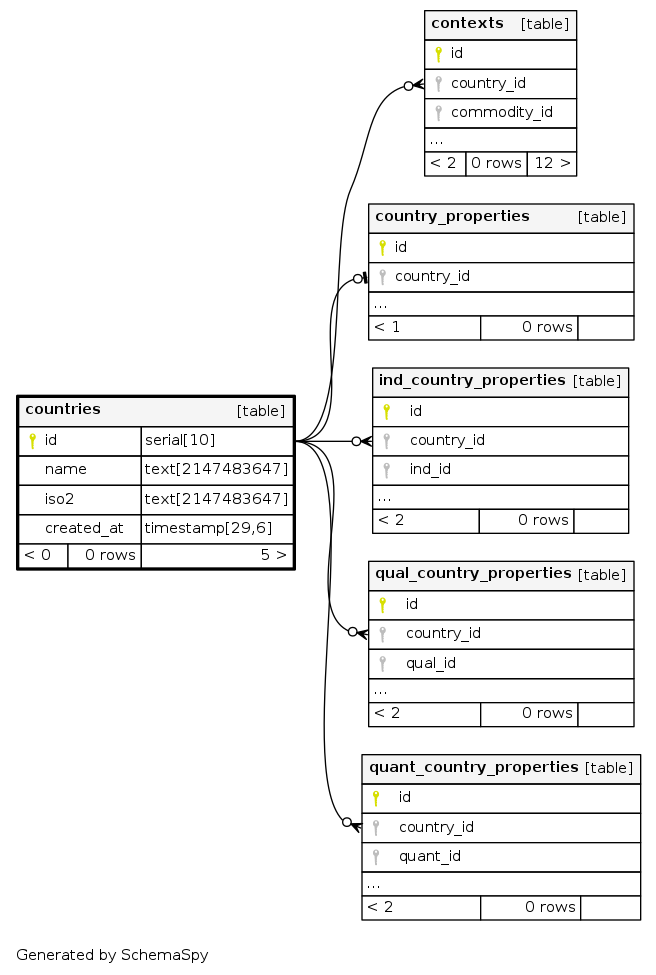 contexts [table]
id
country_id
commodity_id
...
< 2 0 rows 12 >
country_properties [table]
id
country_id
...
< 1 0 rows
ind_country_properties [table]
id
country_id
ind_id
...
< 2 0 rows
countries [table]
id serial[10]
name text[2147483647]
iso2 text[2147483647]
created_at timestamp[29,6]
< 0 0 rows 5 >
qual_country_properties [table]
id
country_id
qual_id
...
< 2 0 rows
quant_country_properties [table]
id
country_id
quant_id
...
< 2 0 rows
Generated by SchemaSpy